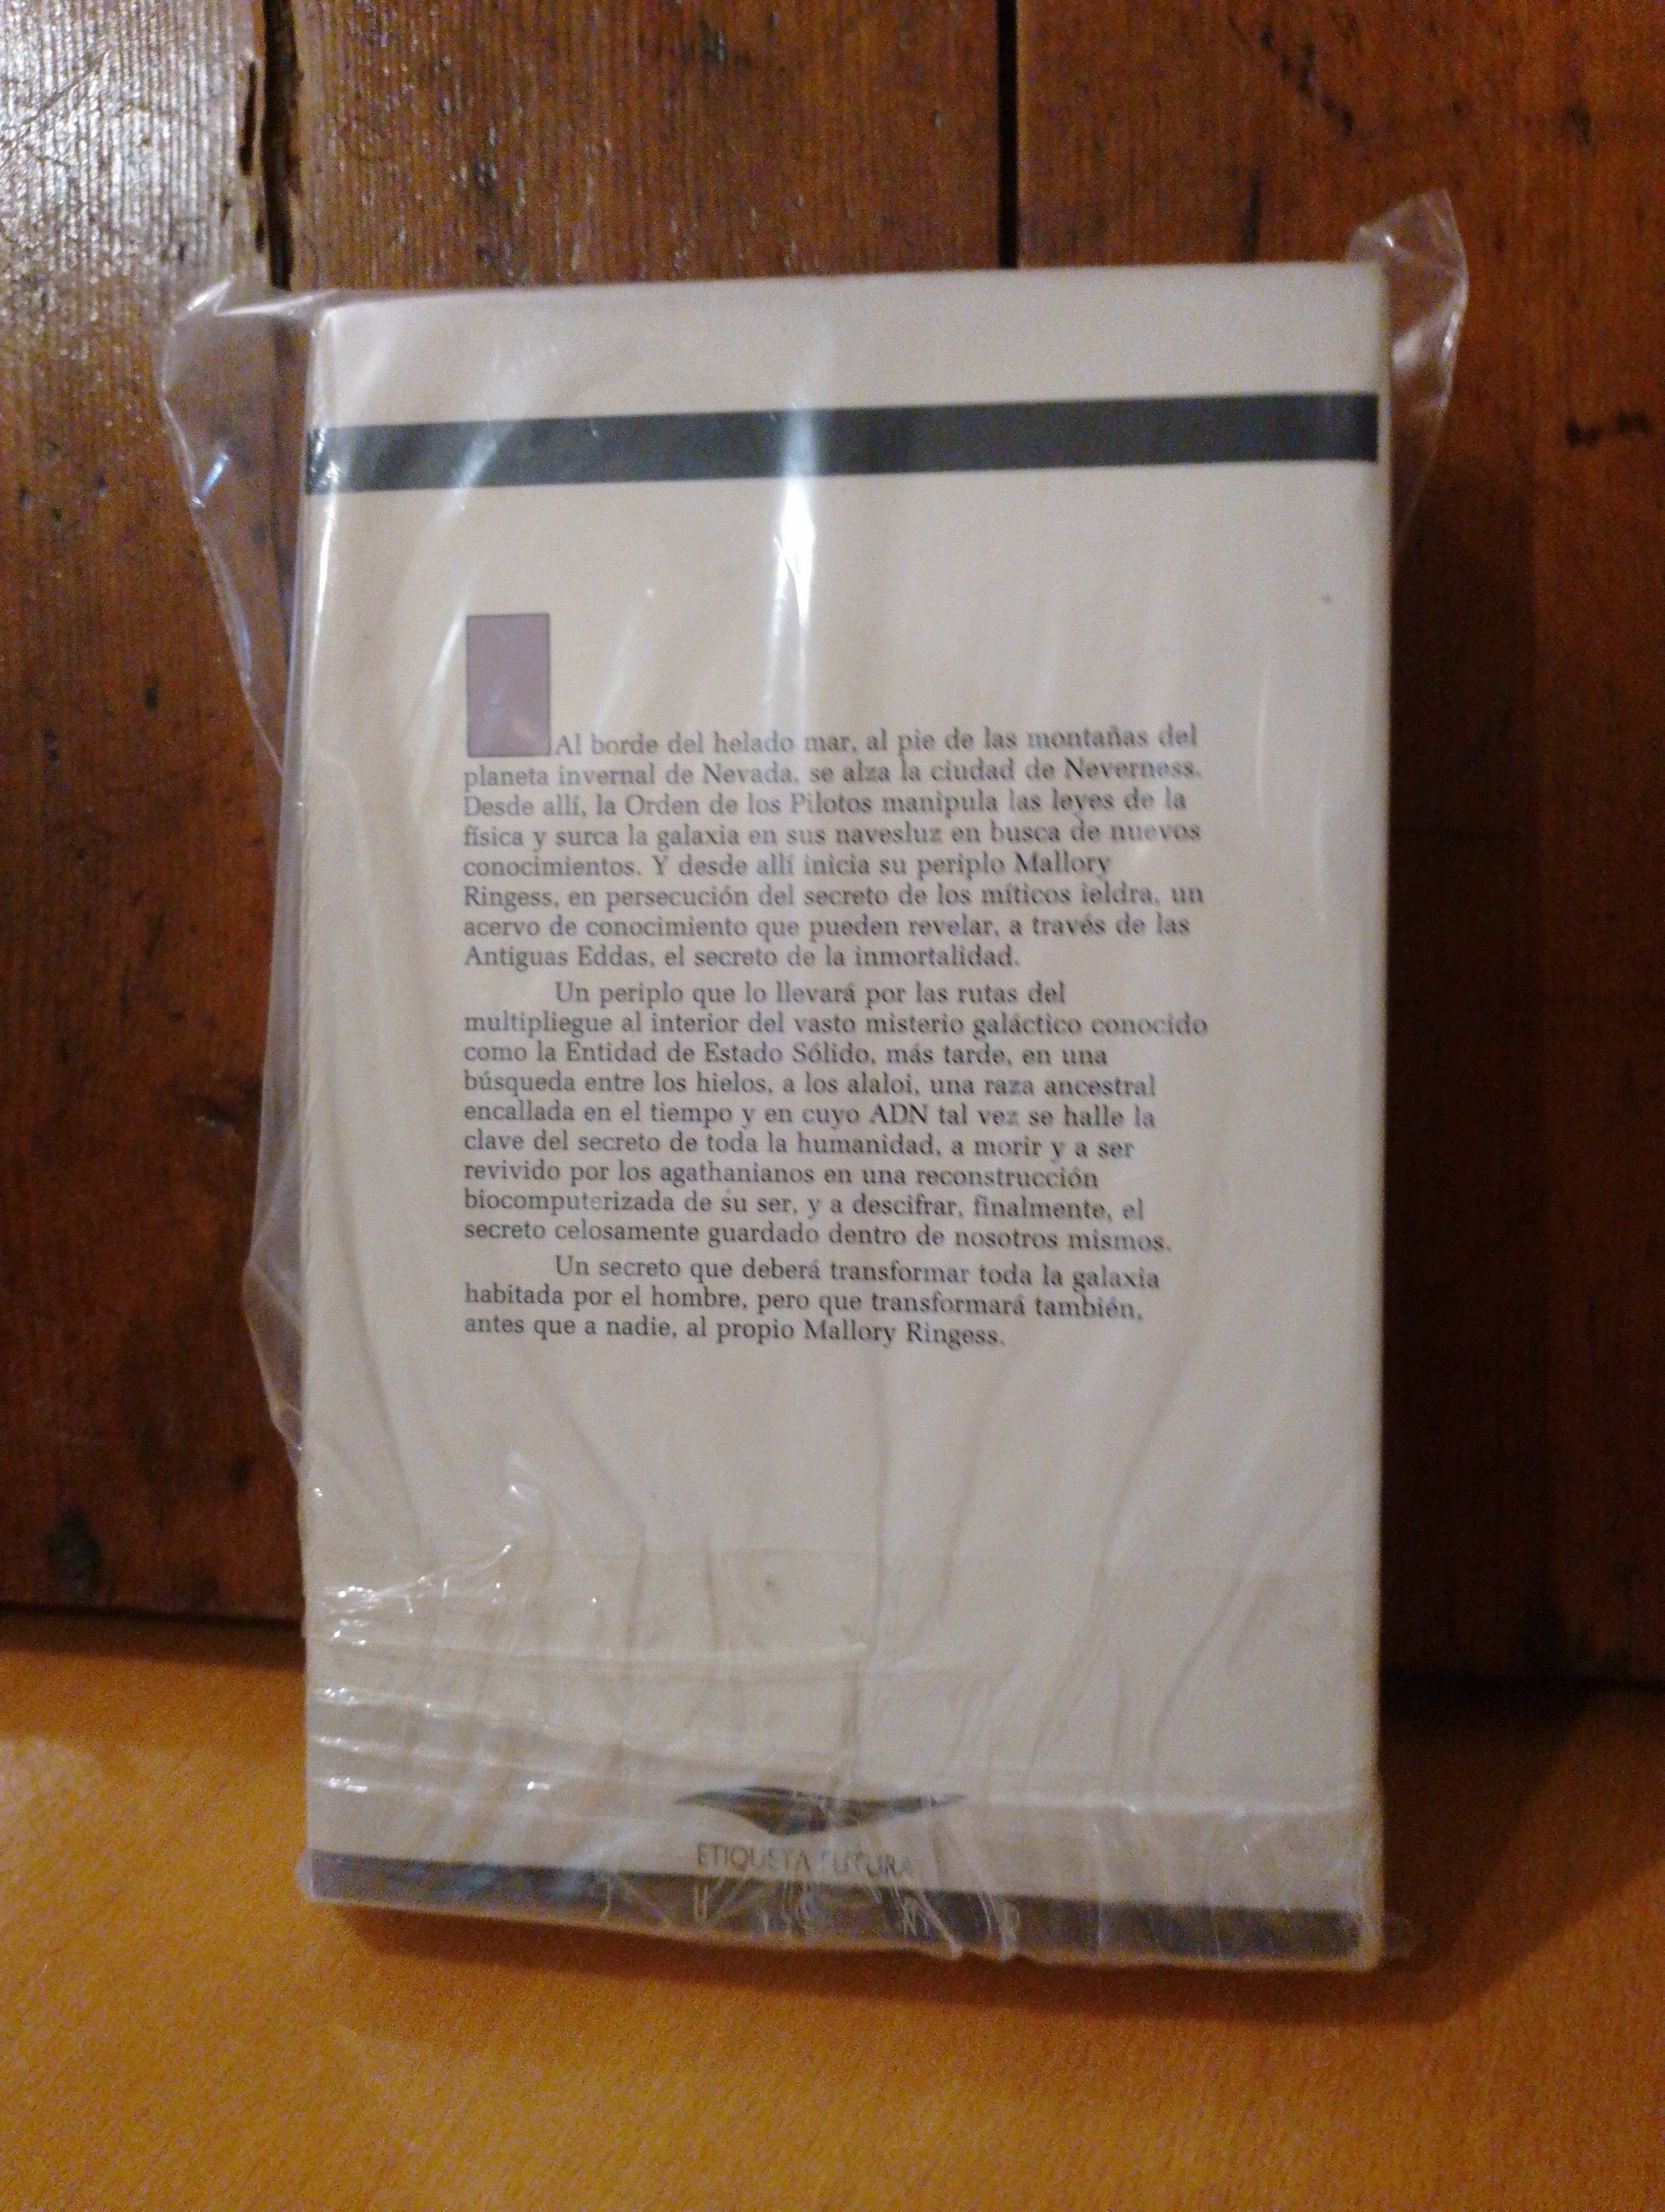 Al borde del helado mar, al pie de las montañas del
planeta invernal de Nevada, se alza la ciudad de Neverness.
Desde allí, la Orden de los Pilotos manipula las leyes de la
física y surca la galaxia en sus navesluz en busca de nuevos
conocimientos. Y desde allí inicia su periplo Mallory
Ringess, en persecución del secreto de los míticos ieldra, un
acervo de conocimiento que pueden revelar, a través de las
Antiguas Eddas, el secreto de la inmortalidad.
Un periplo que lo llevará por las rutas del
multipliegue al interior del vasto misterio galáctico conocido
como la Entidad de Estado Sólido, más tarde, en una
búsqueda entre los hielos, a los alaloi, una raza ancestral
encallada en el tiempo y en cuyo ADN tal vez se halle la
clave del secreto de toda la humanidad, a morir y a ser
revivido por los agathanianos en una reconstrucción
biocomputerizada de su ser, y a descifrar, finalmente, el
secreto celosamente guardado dentro de nosotros mismos.
Un secreto que deberá transformar toda la galaxia
habitada por el hombre, pero que transformará también,
antes que a nadie, al propio Mallory Ringess.
ETIQUETA FUTURA